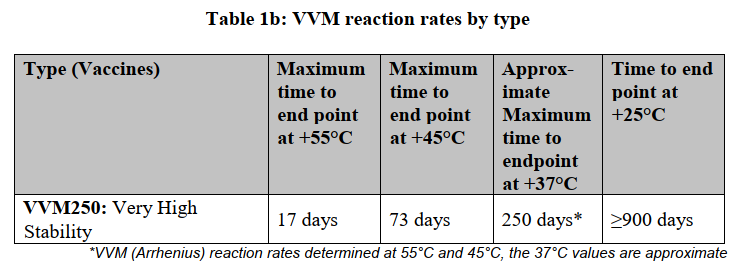 Table 1b: VVM reaction rates by type
Type (Vaccines)
Maximum
time to
end point
at +55°C
Maximum
time to
end point
at +45°C
Approx-
imate
Maximum
time to
endpoint
at +37°C
Time to end
point at
+25°C
VVM250: Very High
Stability
17 days
73 days
250 days*
≥900 days
*VVM (Arrhenius) reaction rates determined at 55°C and 45°C, the 37°C values are approximate